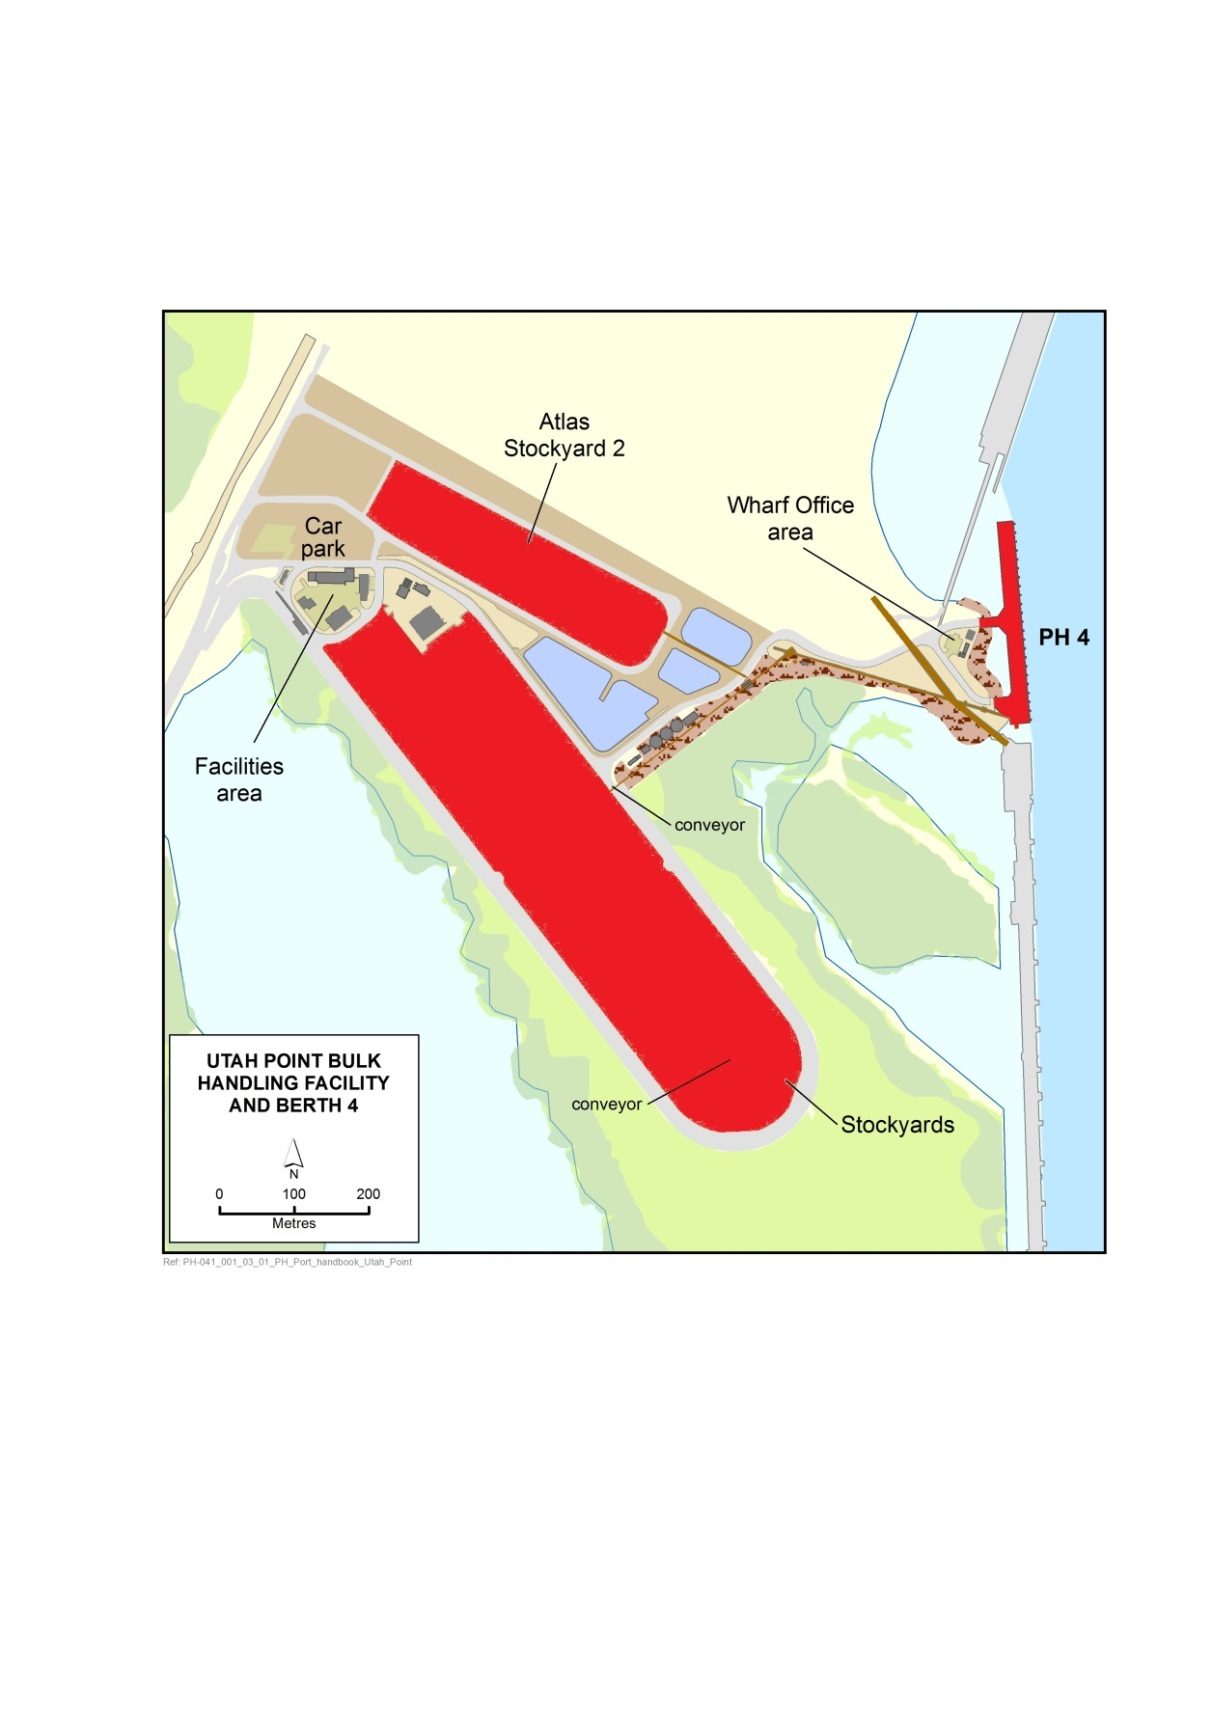 Atlas
Stockyard 2
Wharf Office
area
Car
park
PH 4
Facilities
area
conveyor
conveyor
Stockyards
UTAH POINT BULK
HANDLING FACILITY
AND BERTH 4
N
0 100 200
Metres
Ref: PH-041_001_03_01_PH_Port_handbook_Utah_Point